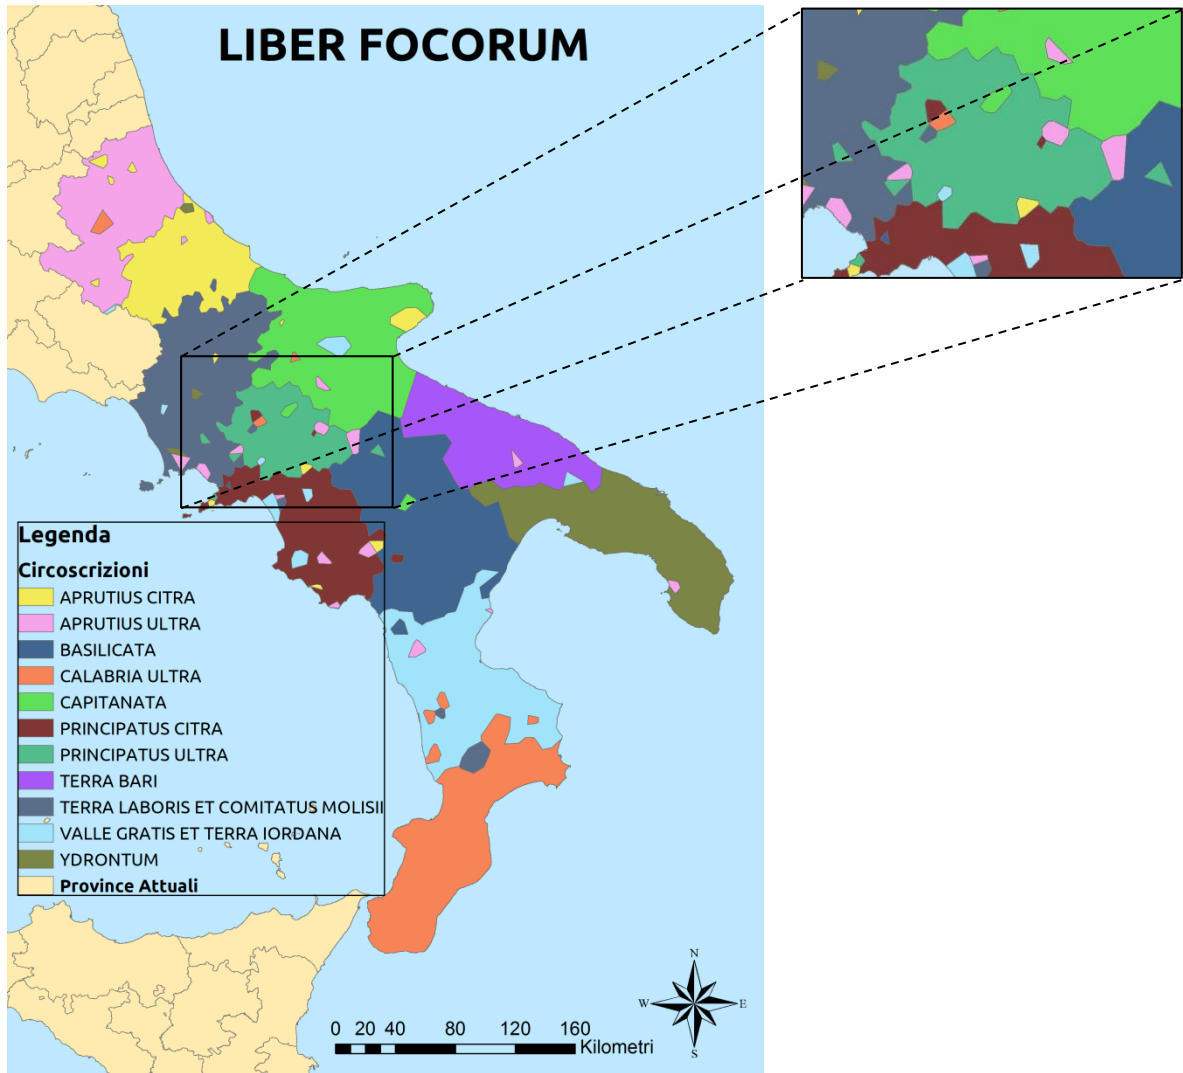 LIBER FOCORUM
Legenda
Circoscrizioni
APRUTIUS CITRA
APRUTIUS ULTRA
BASILICATA
CALABRIA ULTRA
CAPITANATA
PRINCIPATUS CITRA
PRINCIPATUS ULTRA
TERRA BARI
TERRA LABORIS ET COMITATUS MOLISII
VALLE GRATIS ET TERRA IORDANA
YDRONTUM
Province Attuali
N
W E
S
0 20 40 80 120 160
Kilometri